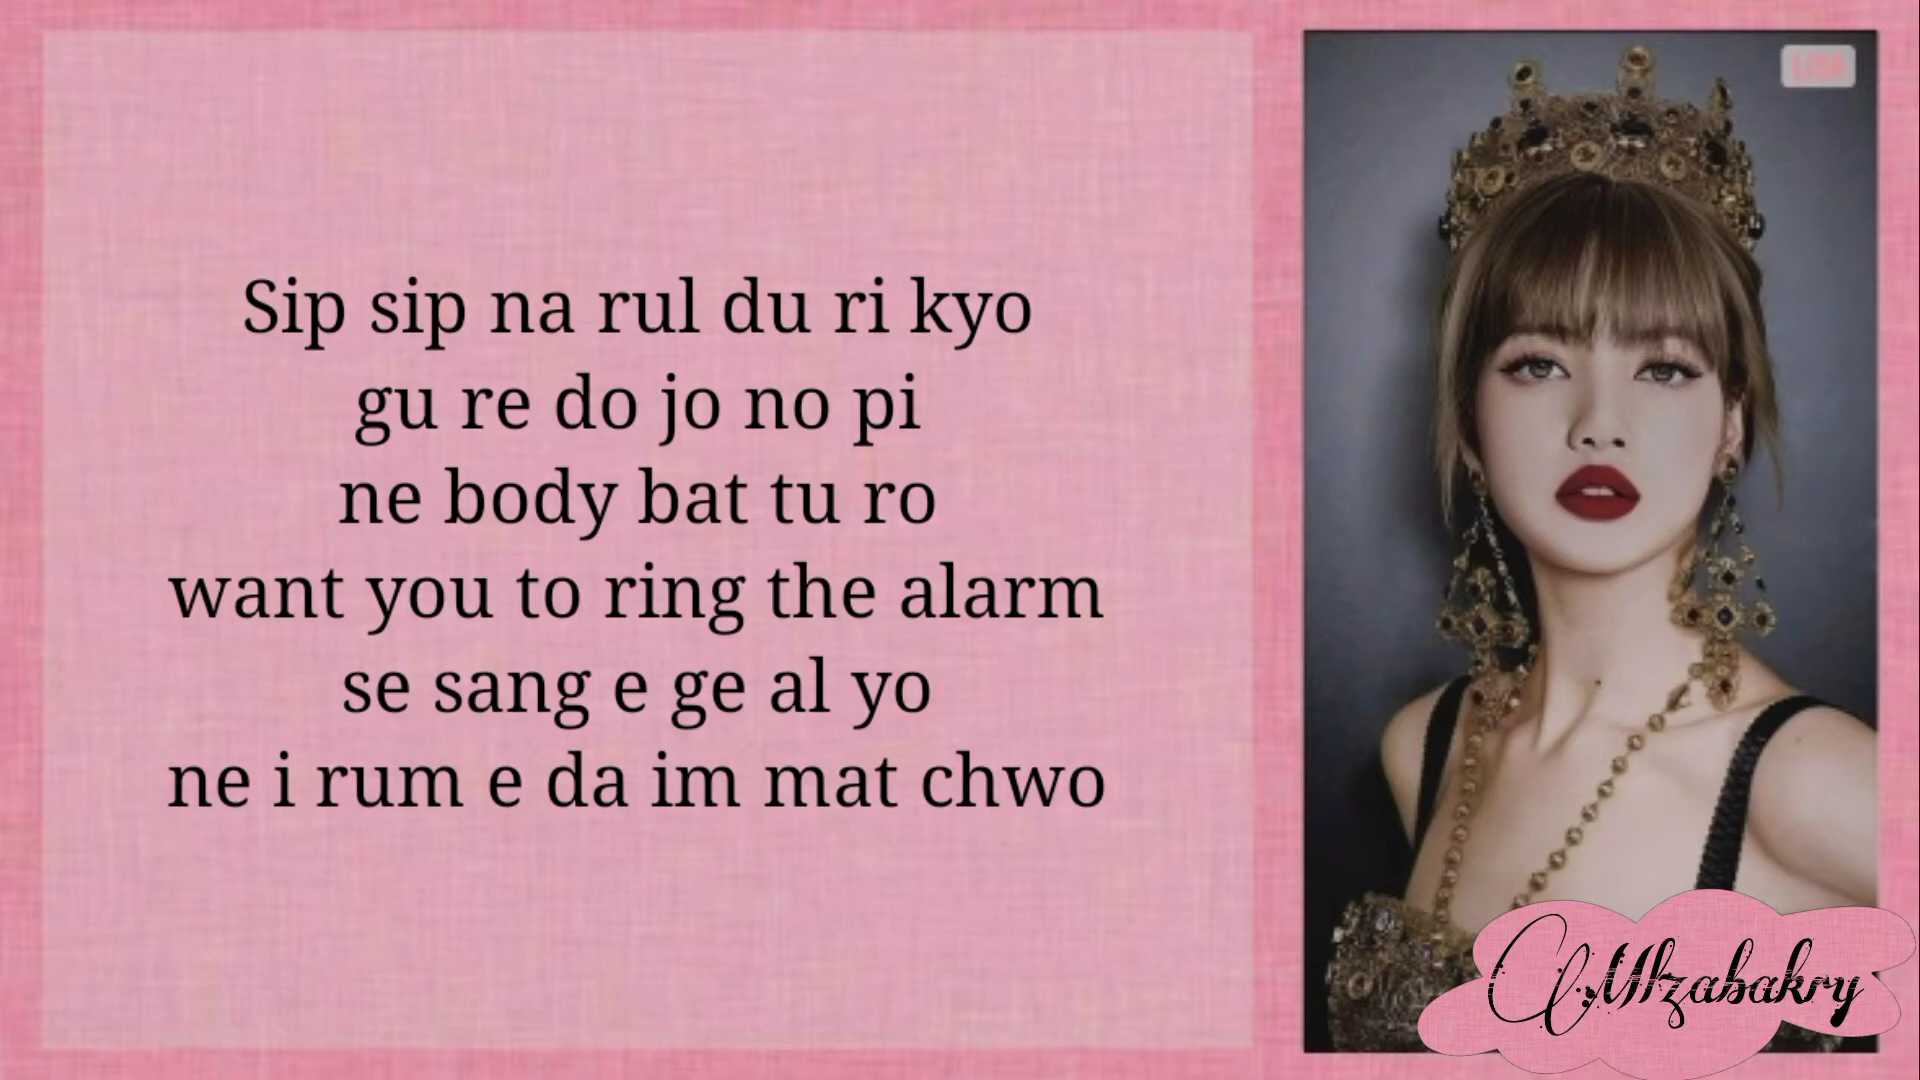 Sip sip na rul du ri kyo
gu re do jo no pi
ne body bat tu ro
want you to ring the alarm
se sang e ge al yo
ne i rum e da im mat chwo
LISA